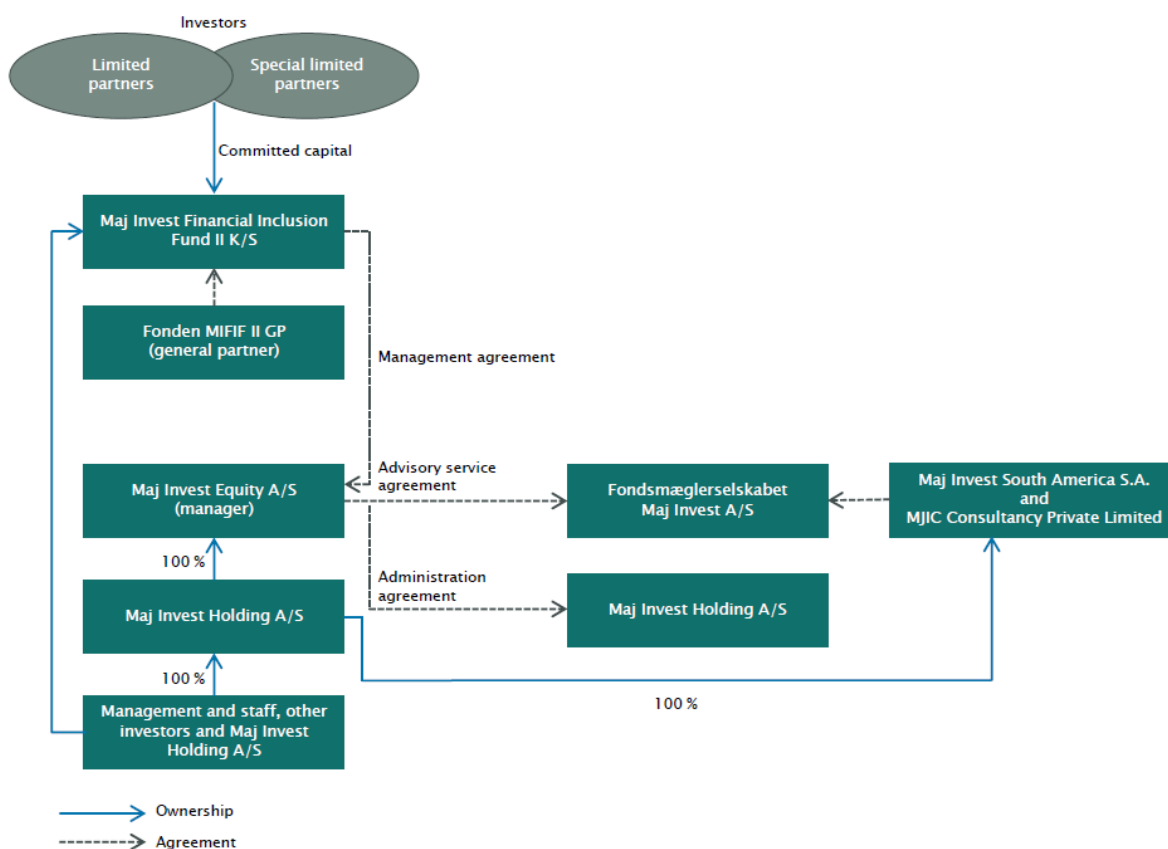 Investors
Limited
partners
Special limited
partners
Committed capital
Maj Invest Financial Inclusion
Fund II K/S
Fonden MIFIF II GP
(general partner)
Management agreement
Maj Invest Equity A/S
(manager)
Advisory service
agreement
Fondsmæglerselskabet
Maj Invest A/S
Maj Invest South America S.A.
and
MJIC Consultancy Private Limited
100 %
Administration
agreement
Maj Invest Holding A/S
Maj Invest Holding A/S
100 %
100 %
Management and staff, other
investors and Maj Invest
Holding A/S
Ownership
Agreement